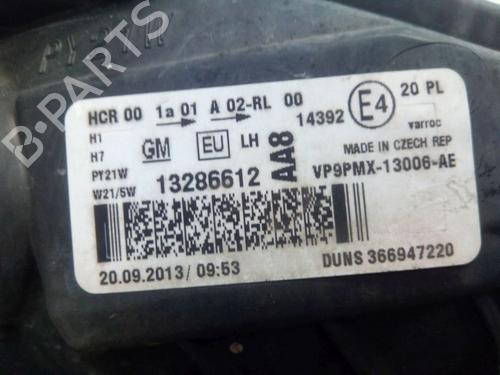 HCR 00 1a 01 A 02-RL 00
14392 E4 20 PL
varroc
H1
H7
PY21W
W21/5W
GM EU LH
AA8
MADE IN CZECH REP
13286612
VP9PMX-13006-AE
20.09.2013/ 09:53
DUNS 366947220
B-Parts